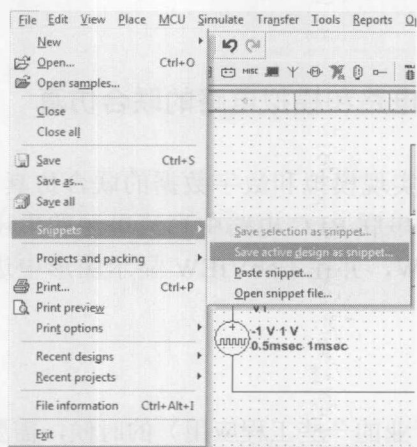 File Edit View Place MCU Simulate Transfer Tools Reports
New
Open... Ctrl+O
Open samples...
Close
Close all
Save Ctrl+S
Save as...
Save all
Snippets
Save selection as snippet...
Save active design as snippet...
Paste snippet...
Open snippet file...
Projects and packing
Print... Ctrl+P
Print preview
Print options
Recent designs
Recent projects
File information Ctrl+Alt+I
Exit
MISC
V1
-1 V 1 V
0.5msec 1msec